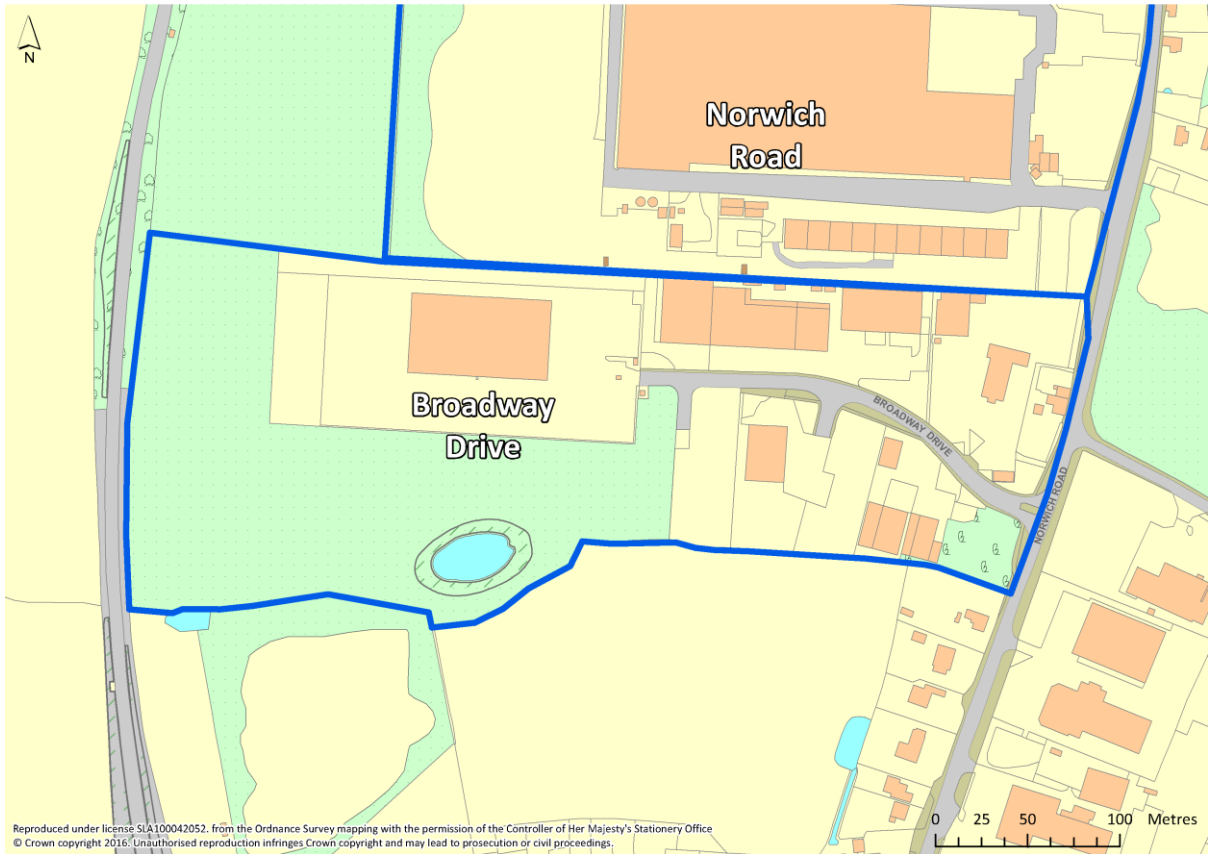 N
Norwich
Road
Broadway
Drive
BROADWAY DRIVE
NORWICH ROAD
Reproduced under license SLA100042052. from the Ordnance Survey mapping with the permission of the Controller of Her Majesty's Stationery Office
© Crown copyright 2016. Unauthorised reproduction infringes Crown copyright and may lead to prosecution or civil proceedings.
0 25 50 100 Metres